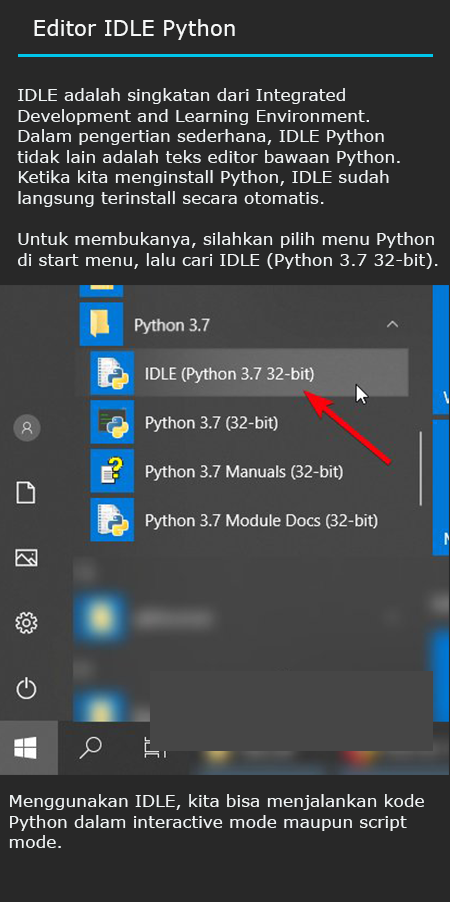 Editor IDLE Python
IDLE adalah singkatan dari Integrated
Development and Learning Environment.
Dalam pengertian sederhana, IDLE Python
tidak lain adalah teks editor bawaan Python.
Ketika kita menginstall Python, IDLE sudah
langsung terinstall secara otomatis.
Untuk membukanya, silahkan pilih menu Python
di start menu, lalu cari IDLE (Python 3.7 32-bit).
Python 3.7
IDLE (Python 3.7 32-bit)
Python 3.7 (32-bit)
Python 3.7 Manuals (32-bit)
Python 3.7 Module Docs (32-bit)
Menggunakan IDLE, kita bisa menjalankan kode
Python dalam interactive mode maupun script
mode.